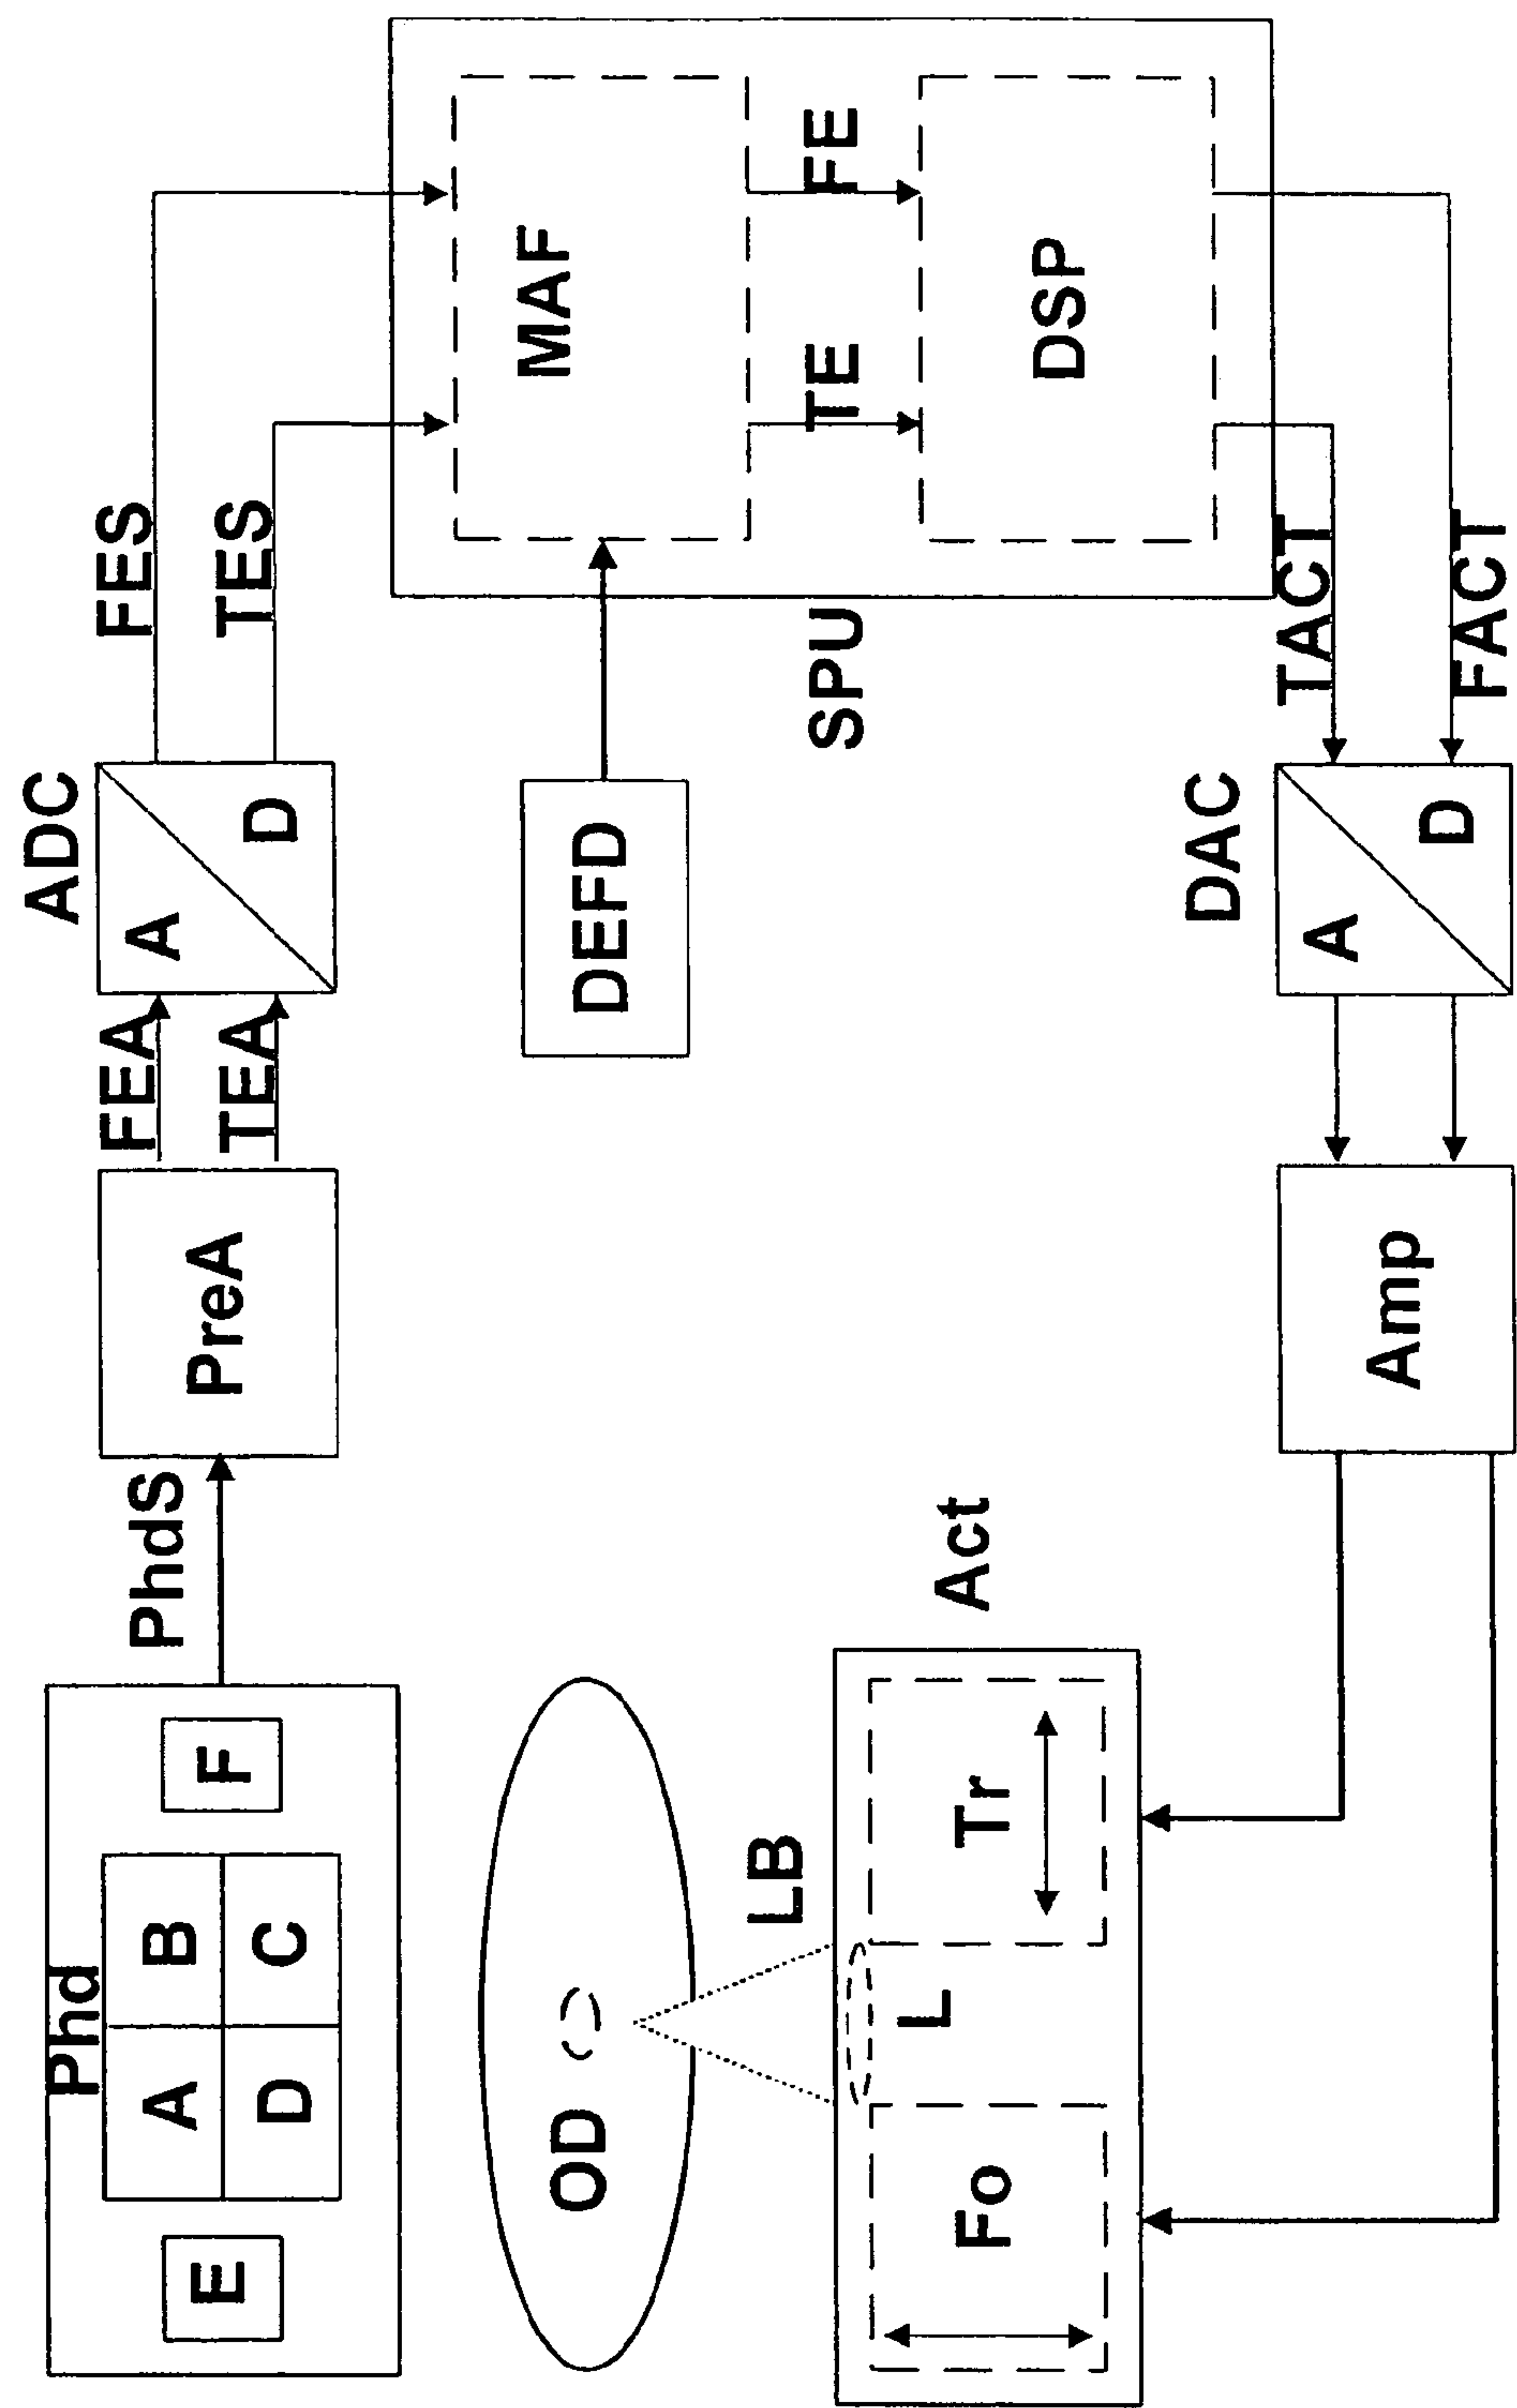 Phd
A
B
D
C
E
F
PhdS
PreA
FEA
TEA
ADC
A
D
FES
TES
OD
LB
DEFD
SPU
MAF
TE
FE
DSP
Act
L
Fo
Tr
Amp
DAC
A
D
TACT
FACT